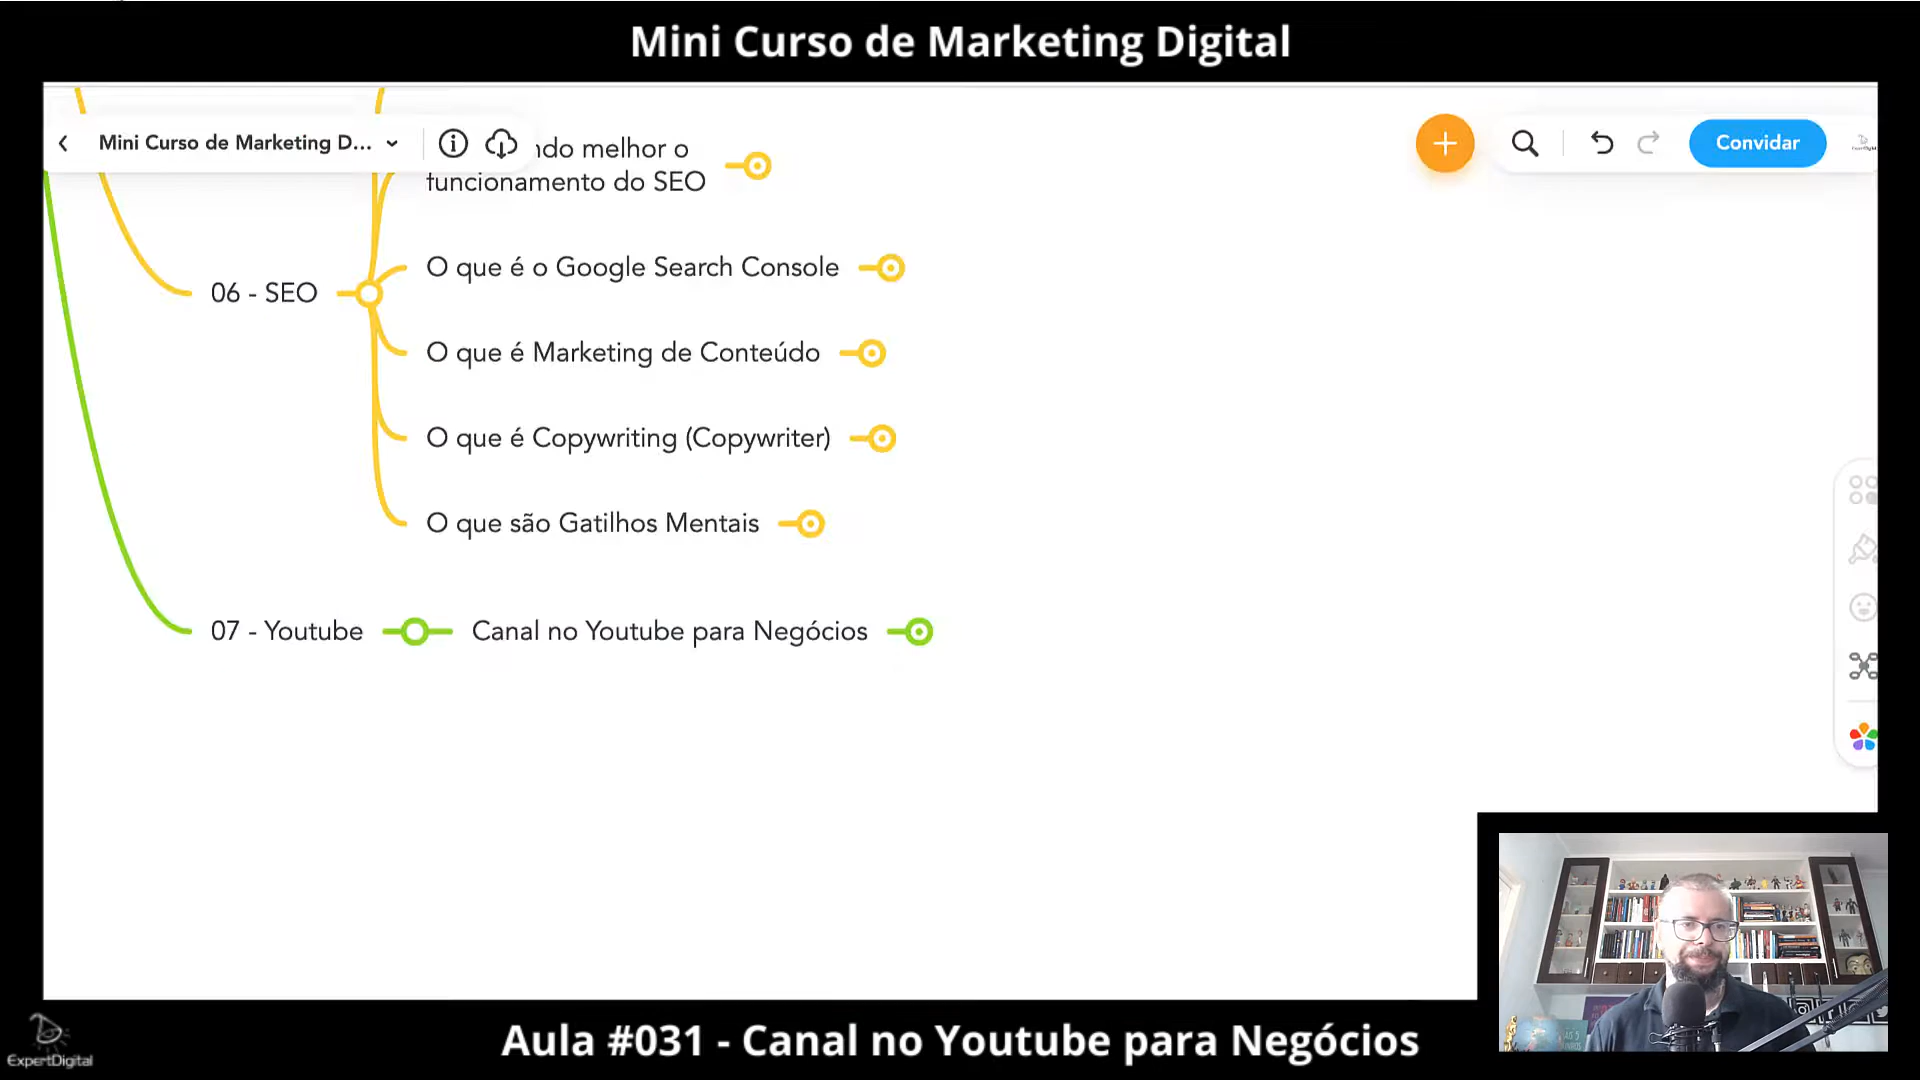 Mini Curso de Marketing Digital
Mini Curso de Marketing D...
Convidar
ndo melhor o
funcionamento do SEO
O que é o Google Search Console
06 - SEO
O que é Marketing de Conteúdo
O que é Copywriting (Copywriter)
O que são Gatilhos Mentais
07 - Youtube
Canal no Youtube para Negócios
Aula #031 - Canal no Youtube para Negócios
ExpertDigital